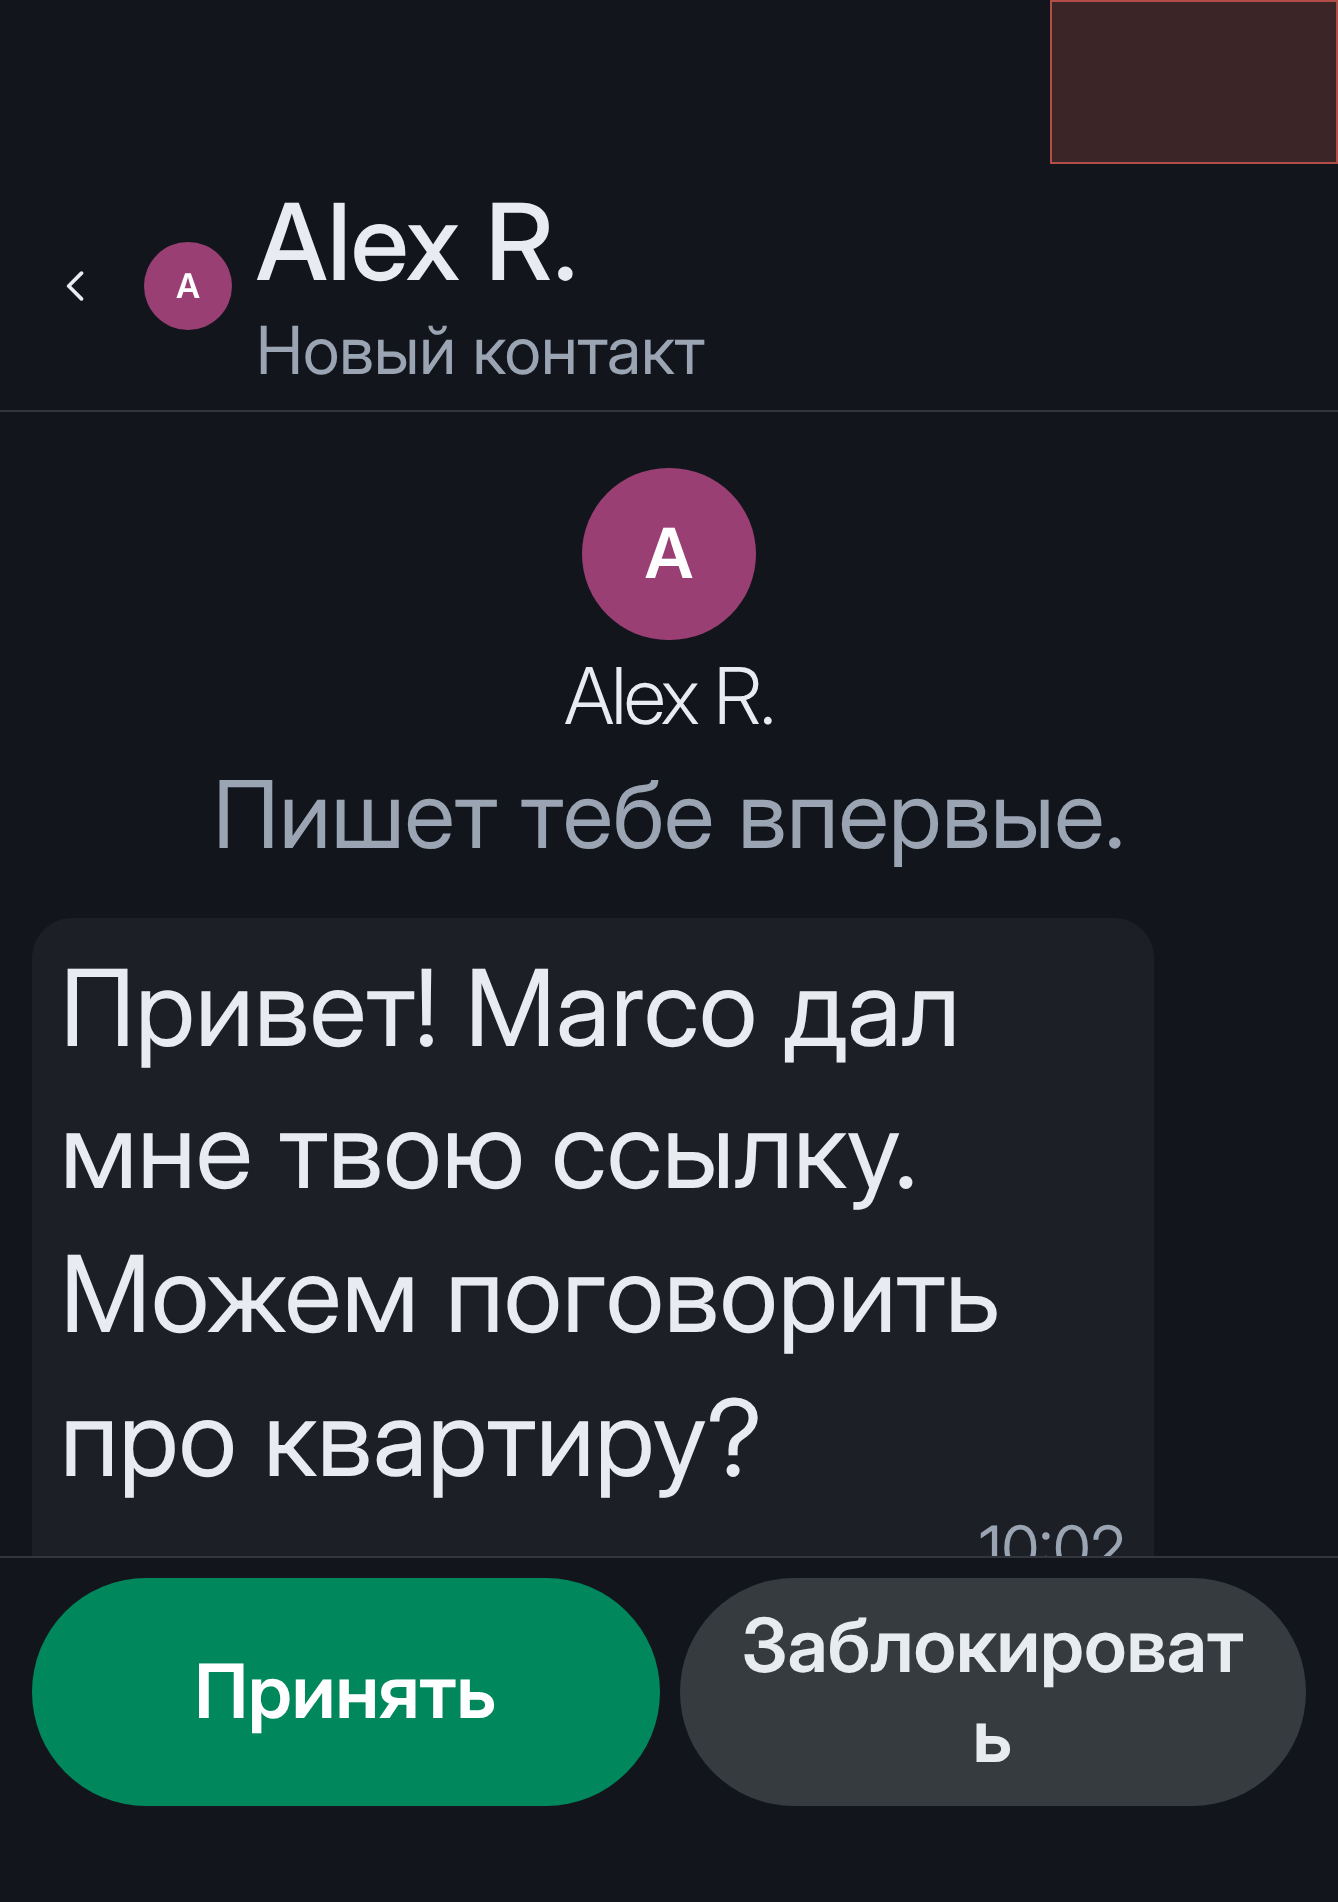 Alex R.
A
Новый контакт
A
Alex R.
Пишет тебе впервые.
Привет! Marco дал
мне твою ссылку.
Можем поговорить
про квартиру?
10:02
Принять
Заблокироват
ь